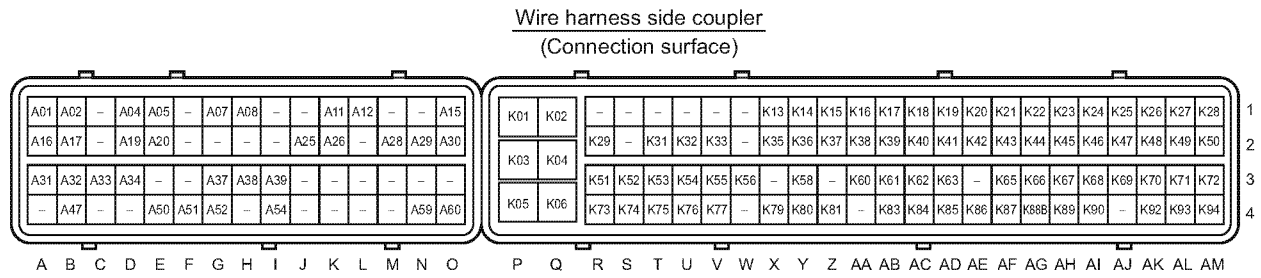 Wire harness side coupler
(Connection surface)
A01 A02 – A04 A05 – A07 A08 – – A11 A12 – – A15 K01 K02 – – – – – – K13 K14 K15 K16 K17 K18 K19 K20 K21 K22 K23 K24 K25 K26 K27 K28 1
A16 A17 – A19 A20 – – – – A25 A26 – A28 A29 A30 K29 – K31 K32 K33 – K35 K36 K37 K38 K39 K40 K41 K42 K43 K44 K45 K46 K47 K48 K49 K50 2
K03 K04
A31 A32 A33 A34 – – A37 A38 A39 – – – – – – K51 K52 K53 K54 K55 K56 – K58 – K60 K61 K62 K63 – K65 K66 K67 K68 K69 K70 K71 K72 3
– A47 – – A50 A51 A52 – A54 – – – – A59 A60 K05 K06 K73 K74 K75 K76 K77 – K79 K80 K81 – K83 K84 K85 K86 K87 K88B K89 K90 – K92 K93 K94 4
A B C D E F G H I J K L M N O P Q R S T U V W X Y Z AA AB AC AD AE AF AG AH AI AJ AK AL AM